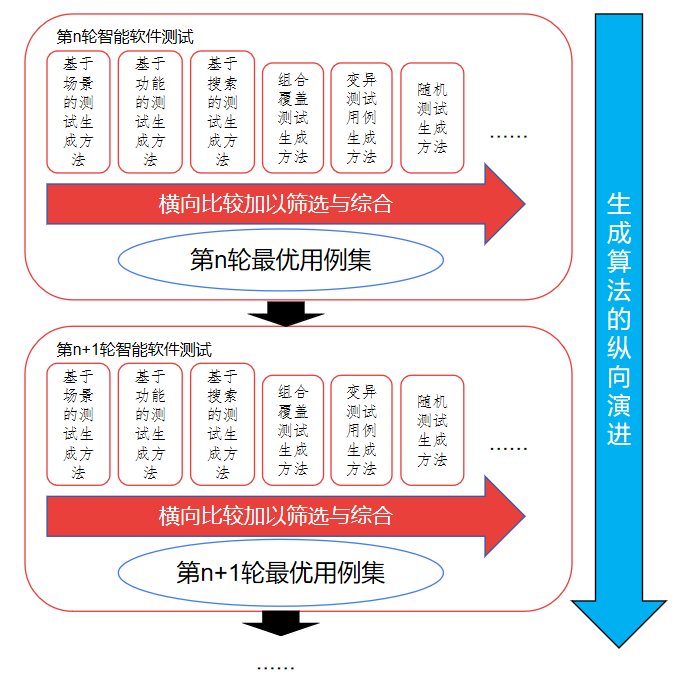 第n轮智能软件测试
基于
场景
的测
试生
成方
法
基于
功能
的测
试生
成方
法
基于
搜索
的测
试生
成方
法
组合
覆盖
测试
生成
方法
变异
测试
用例
生成
方法
随机
测试
生成
方法
……
横向比较加以筛选与综合
第n轮最优用例集
第n+1轮智能软件测试
基于
场景
的测
试生
成方
法
基于
功能
的测
试生
成方
法
基于
搜索
的测
试生
成方
法
组合
覆盖
测试
生成
方法
变异
测试
用例
生成
方法
随机
测试
生成
方法
……
横向比较加以筛选与综合
第n+1轮最优用例集
……
生成算法的纵向演进